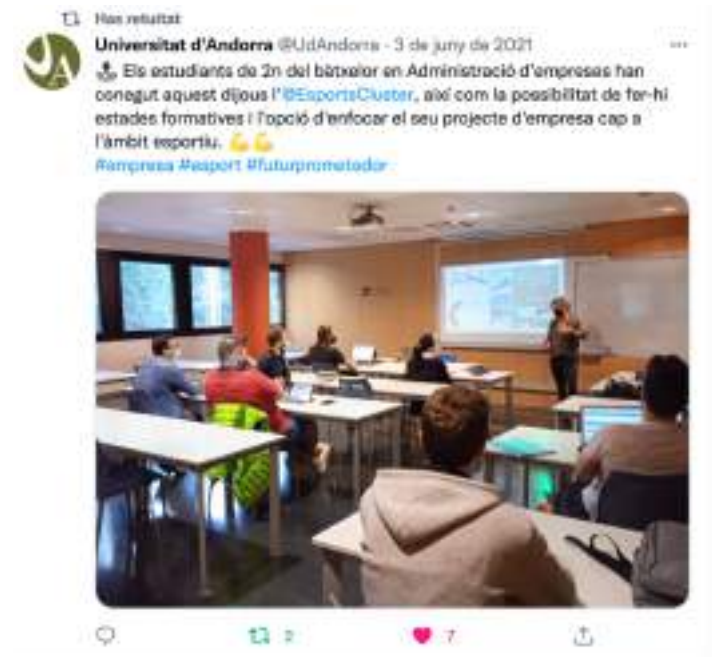 Has retuitat
Universitat d'Andorra @UdAndorra · 3 de juny de 2021
Els estudiants de 2n del bàtxelor en Administració d'empreses han
conegut aquest dijous l'@EsportsCluster, així com la possibilitat de fer-hi
estades formatives i l'opció d'enfocar el seu projecte d'empresa cap a
l'àmbit esportiu. 💪💪
#empresa #esport #futurprometedor
2 7